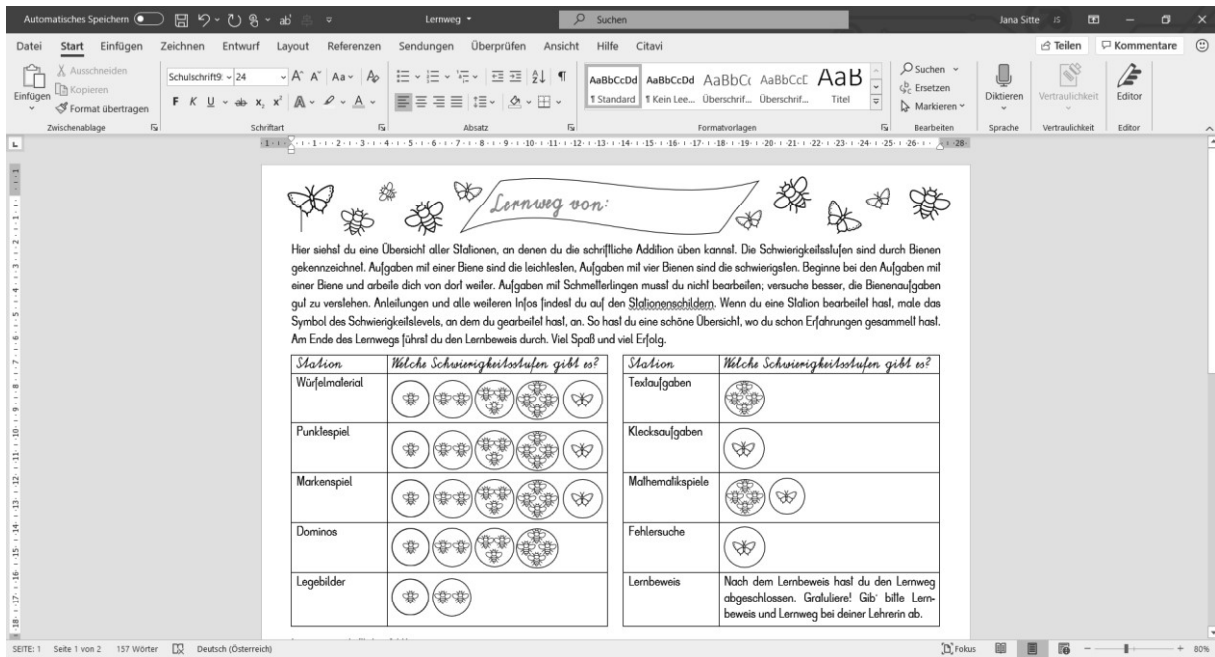 Automatisches Speichern
Lernweg
Suchen
Jana Sitte JS
Datei Start Einfügen Zeichnen Entwurf Layout Referenzen Sendungen Überprüfen Ansicht Hilfe Citavi
Teilen Kommentare
Einfügen
Ausschneiden
Kopieren
Format übertragen
Zwischenablage
Schulschrift9: 24
F K U ab x₂ x² A A
Schriftart
Absatz
AaBbCcDd AaBbCcDd AaBbCc AaBbCcE AaB
¶ Standard ¶ Kein Lee... Überschrif... Überschrif... Titel
Formatvorlagen
Suchen
Ersetzen
Markieren
Bearbeiten
Diktieren
Sprache
Vertraulichkeit
Vertraulichkeit
Editor
Editor
Lernweg von:
Hier siehst du eine Übersicht aller Stationen, an denen du die schriftliche Addition üben kannst. Die Schwierigkeitsstufen sind durch Bienen
gekennzeichnet. Aufgaben mit einer Biene sind die leichtesten, Aufgaben mit vier Bienen sind die schwierigsten. Beginne bei den Aufgaben mit
einer Biene und arbeite dich von dort weiter. Aufgaben mit Schmetterlingen musst du nicht bearbeiten; versuche besser, die Bienenaufgaben
gut zu verstehen. Anleitungen und alle weiteren Infos findest du auf den Stationenschildern. Wenn du eine Station bearbeitet hast, male das
Symbol des Schwierigkeitslevels, an dem du gearbeitet hast, an. So hast du eine schöne Übersicht, wo du schon Erfahrungen gesammelt hast.
Am Ende des Lernwegs führst du den Lernbeweis durch. Viel Spaß und viel Erfolg.
Station Welche Schwierigkeitsstufen gibt es?
Würfelmaterial
Punktespiel
Markenspiel
Dominos
Legebilder
Station Welche Schwierigkeitsstufen gibt es?
Textaufgaben
Klecksaufgaben
Mathematikspiele
Fehlersuche
Lernbeweis Nach dem Lernbeweis hast du den Lernweg
abgeschlossen. Gratuliere! Gib' bitte Lern-
beweis und Lernweg bei deiner Lehrerin ab.
SEITE: 1 Seite 1 von 2 157 Wörter Deutsch (Österreich) Fokus 80%